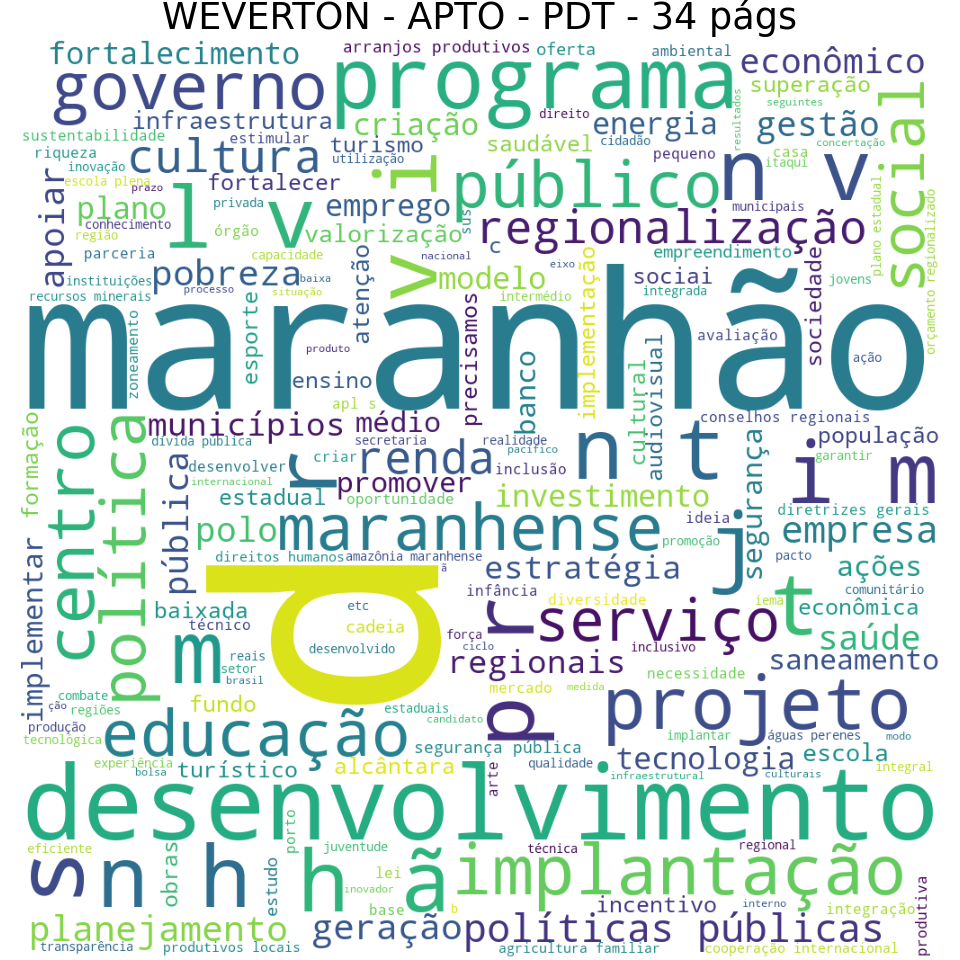 WEVERTON - APTO - PDT - 34 págs
fortalecimento
arranjos produtivos
oferta
ambiental
econômico
governo
programa
superação
seguintes
resultados
social
infraestrutura
criação
direito
energia
gestão
sustentabilidade
estimular
turismo
saudável
cidadão
concertação
riqueza
cultura
utilização
pequeno
casa
itaqui
inovação
i
público
n v
escola plena
prazo
fortalecer
apoiar
plano
l v
privada
emprego
sus
municipais
plano estadual
orçamento regionalizado
conhecimento
órgão
valorização
regionalização
região
parceria
capacidade
nacional
c
empreendimento
pobreza
v
modelo
eixo
sociai
sociedade
jovens
instituições
baixa
atenção
integrada
recursos minerais
processo
situação
intermédio
implementação
maranhão
zoneamento
esporte
produto
precisamos
avaliação
ação
ensino
banco
cultural
audiovisual
apl s
formação
municípios
médio
conselhos regionais
centro
política
dívida pública
secretaria
realidade
pacífico
n t
população
r
criar
renda
garantir
desenvolver
inclusão
i m
pública
internacional
promover
segurança
estadual
oportunidade
investimento
diretrizes gerais
polo
maranhense
ideia
j
empresa
promoção
direitos humanos
amazônia maranhense
pacto
implementar
d
ã
estratégia
ações
infância
comunitário
baixada
etc
pr
diversidade
iema
t
econômica
técnico
cadeia
força
serviço
saúde
m
desenvolvido
ciclo
inclusivo
reais
setor
brasil
regionais
saneamento
necessidade
combate
ção
regiões
fundo
mercado
medida
projeto
estaduais
candidato
produção
educação
implantar
águas perenes
modo
tecnológica
segurança pública
tecnologia
escola
experiência
bolsa
turístico
alcântara
arte
qualidade
infraestrutural
culturais
integral
desenvolvimento
porto
eficiente
juventude
técnica
regional
s
n h
obras
estudo
h ã
lei
inovador
implantação
produtiva
base
b
incentivo
interno
integração
planejamento
geração
políticas públicas
transparência
produtivos locais
agricultura familiar
cooperação internacional